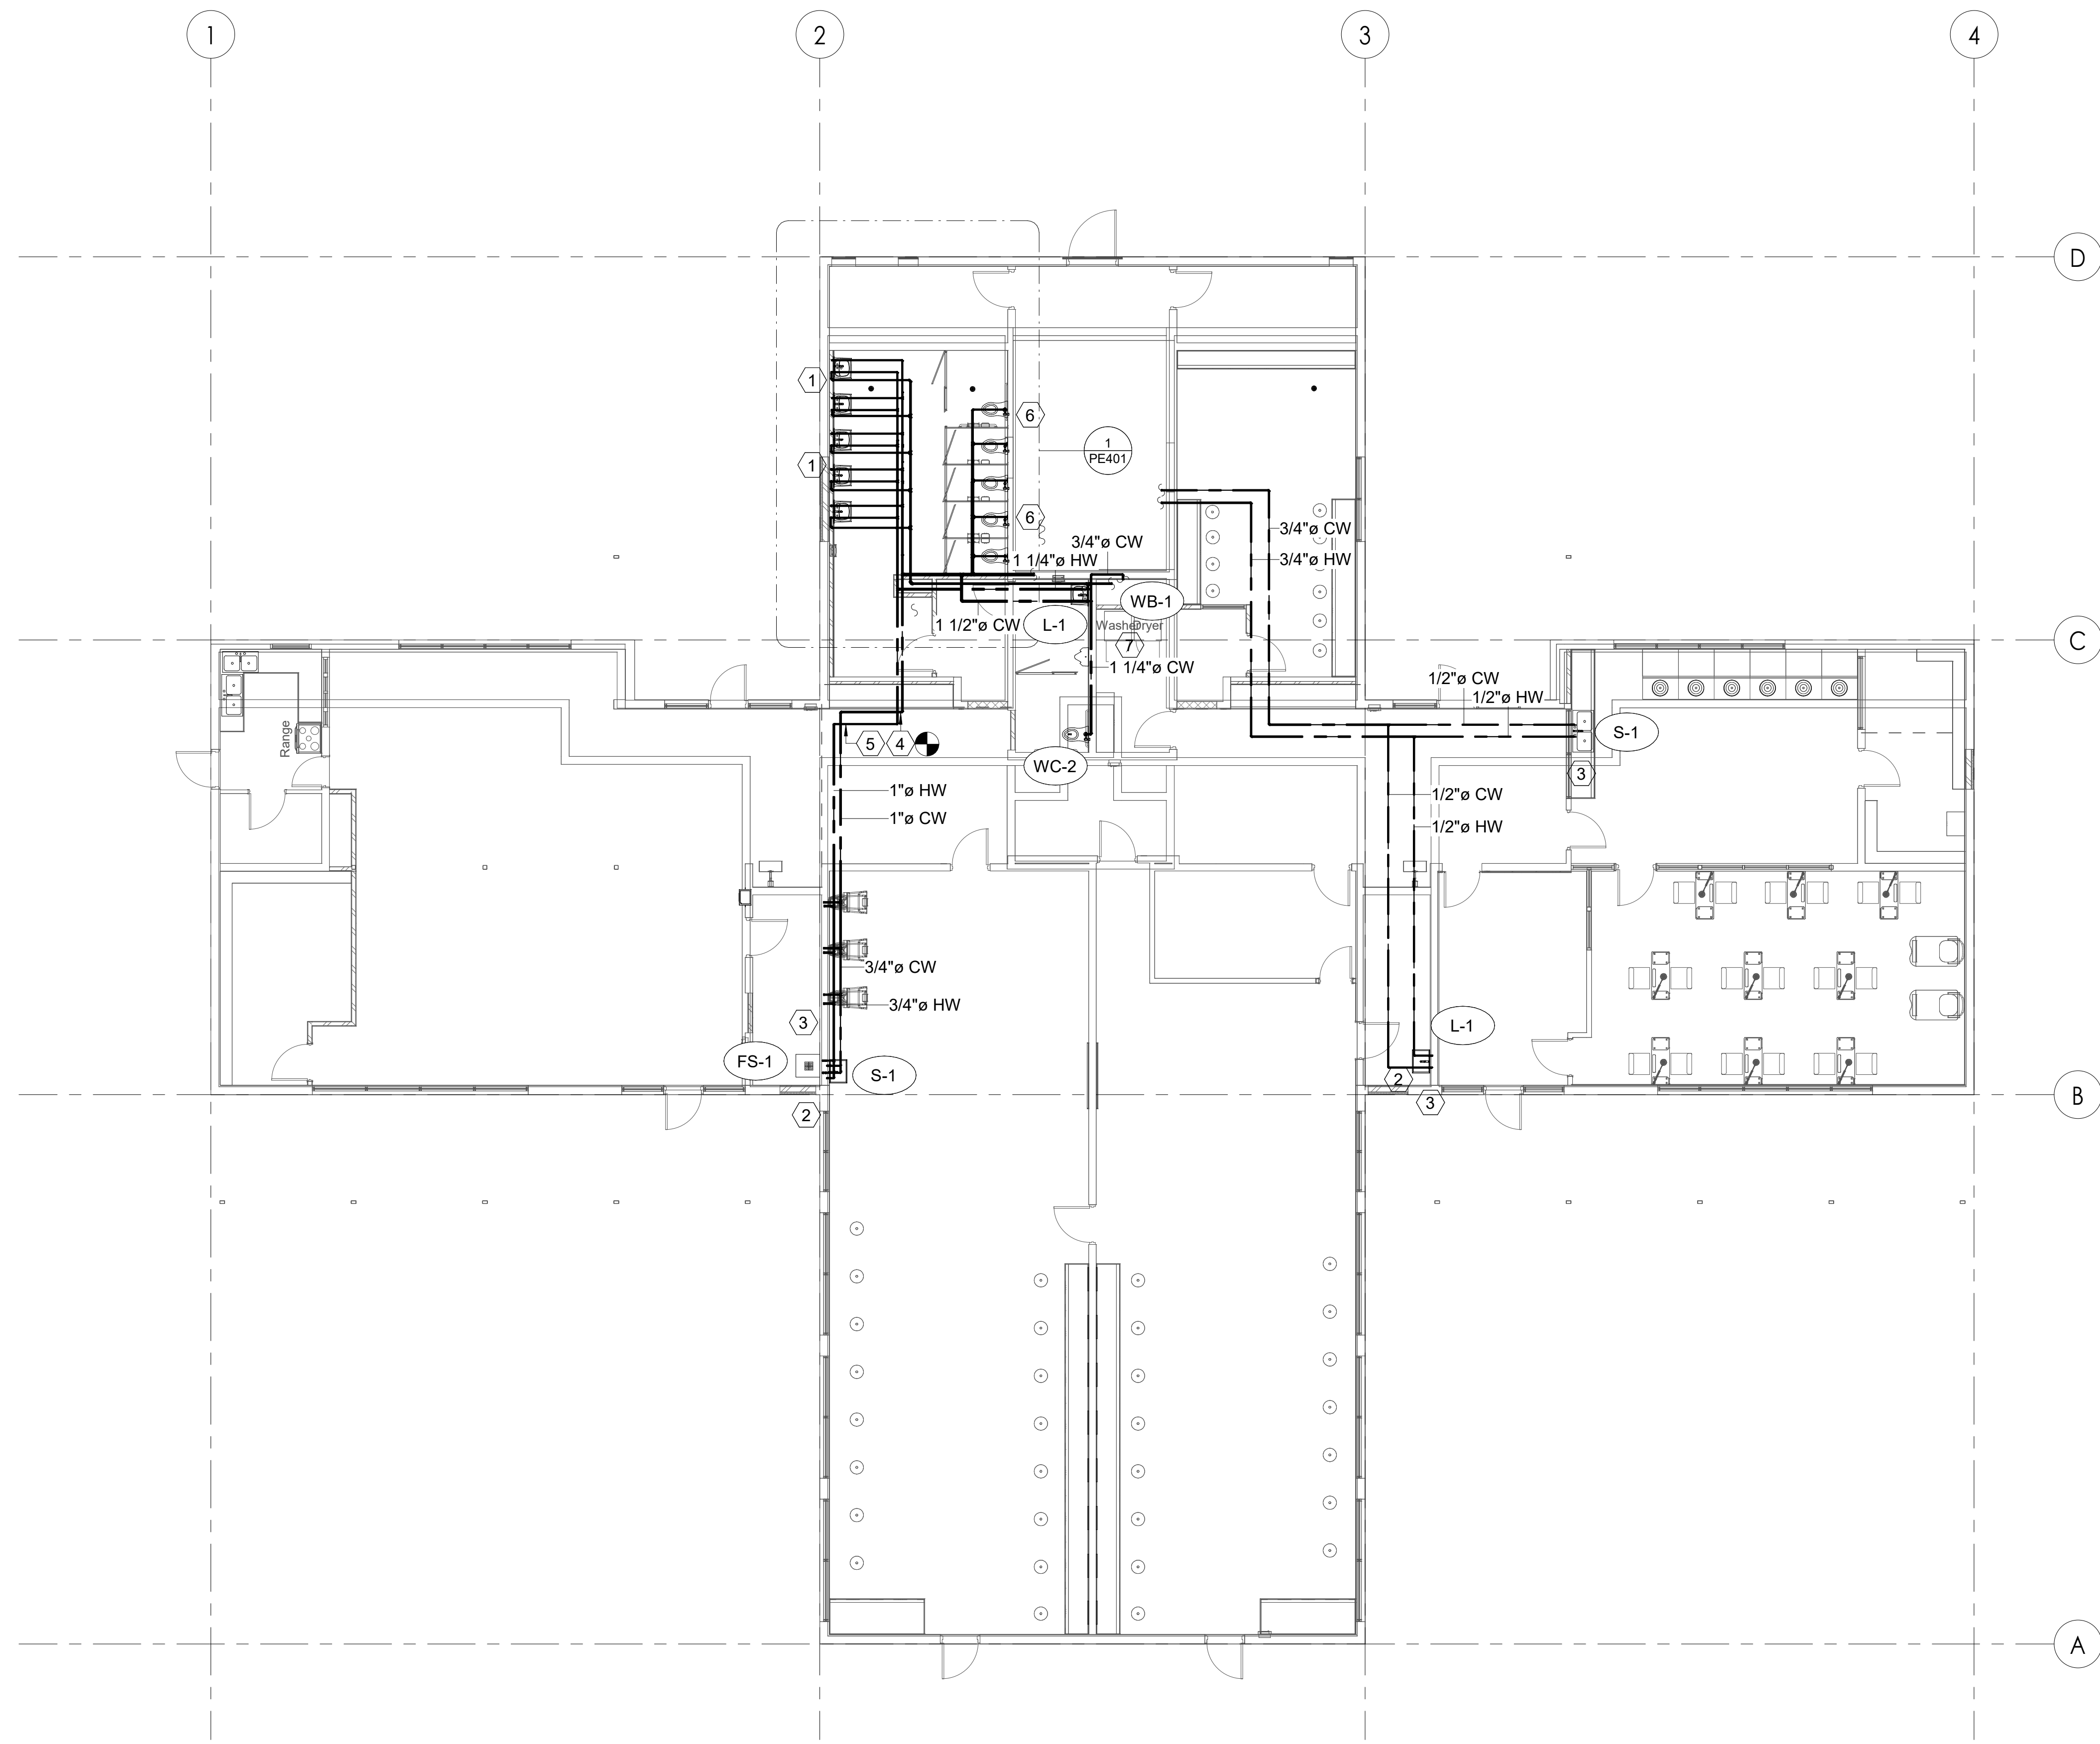 1
2
3
4
D
1
1
6
1
PE401
6
3/4"ø CW
3/4"ø HW
3/4"ø CW
1 1/4"ø HW
WB-1
1 1/2"ø CW
L-1
7
1 1/4"ø CW
C
1/2"ø CW
1/2"ø HW
S-1
Range
5
4
WC-2
3
1"ø HW
1"ø CW
1/2"ø CW
1/2"ø HW
3/4"ø CW
3/4"ø HW
3
L-1
FS-1
S-1
2
3
B
2
A